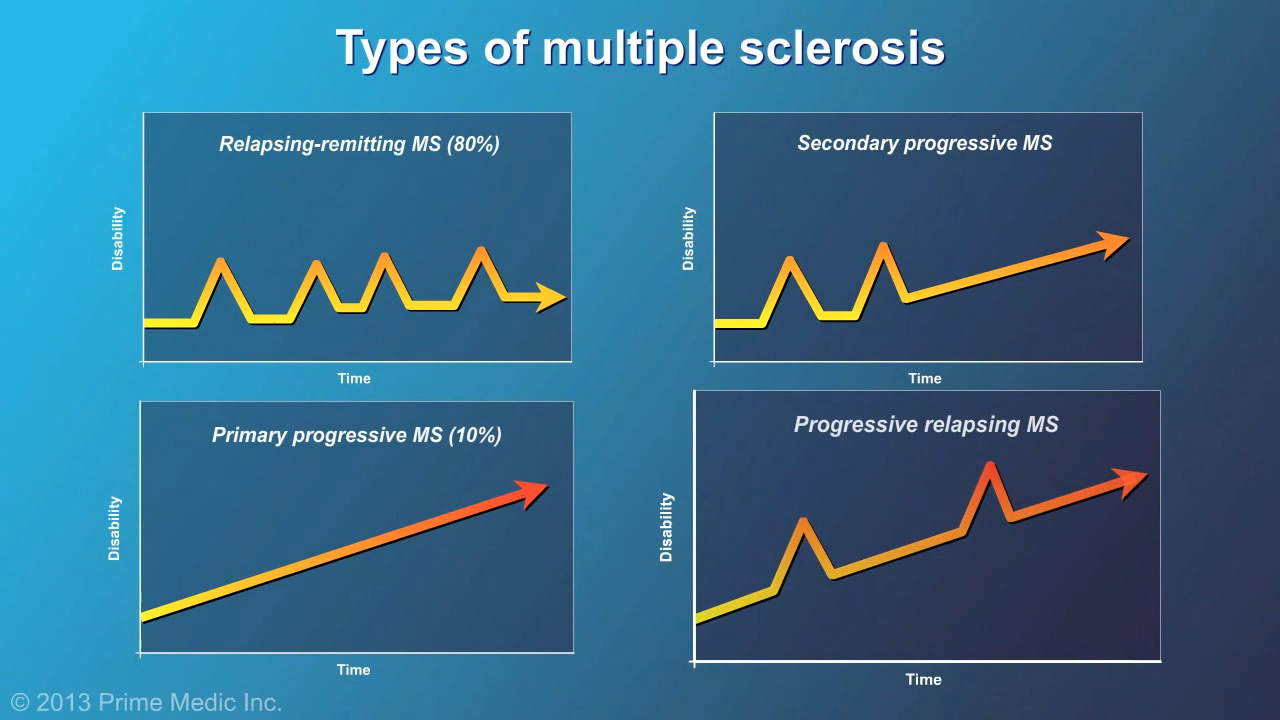 Types of multiple sclerosis
Relapsing-remitting MS (80%)
Disability
Time
Secondary progressive MS
Disability
Time
Primary progressive MS (10%)
Disability
Time
Progressive relapsing MS
Disability
Time
© 2013 Prime Medic Inc.